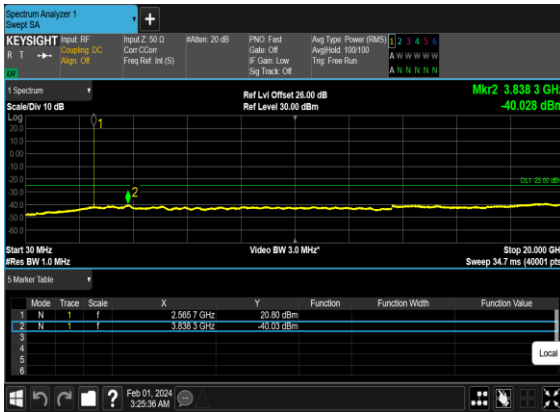 Spectrum Analyzer 1
Swept SA
KEYSIGHT
R T
Input: RF
Coupling: DC
Align: Off
Input Z: 50 Ω
Corr CCorr
Freq Ref: Int (S)
#Atten: 20 dB
PNO: Fast
Gate: Off
IF Gain: Low
Sig Track: Off
Avg Type: Power (RMS)
Avg|Hold: 100/100
Trig: Free Run
1 2 3 4 5 6
A W W W W W
A N N N N N
1 Spectrum
Scale/Div 10 dB
Ref Lvl Offset 26.00 dB
Ref Level 30.00 dBm
Mkr2 3.838 3 GHz
-40.028 dBm
Log
20.0
10.0
0.00
-10.0
-20.0
-30.0
-40.0
-50.0
-60.0
1
2
DL1 -25.00 dBm
Start 30 MHz
#Res BW 1.0 MHz
Video BW 3.0 MHz*
Stop 20.000 GHz
Sweep 34.7 ms (40001 pts)
5 Marker Table
Mode Trace Scale X Y Function Function Width Function Value
1 N 1 f 2.565 7 GHz 20.80 dBm
2 N 1 f 3.838 3 GHz -40.03 dBm
3
4
5
6
Local
?
Feb 01, 2024
3:25:36 AM